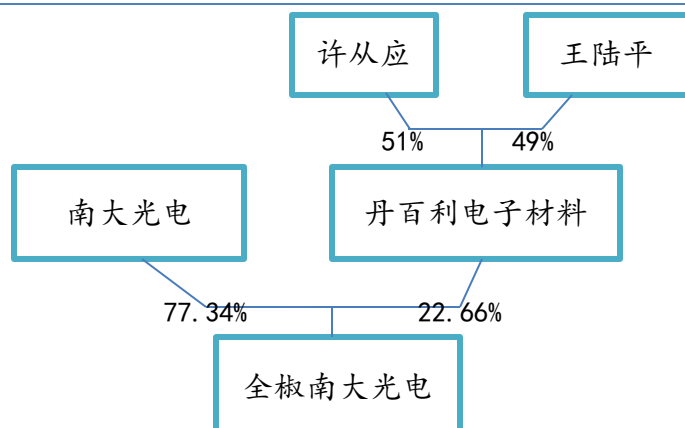 许从应
王陆平
51%
49%
南大光电
丹百利电子材料
77.34%
22.66%
全椒南大光电